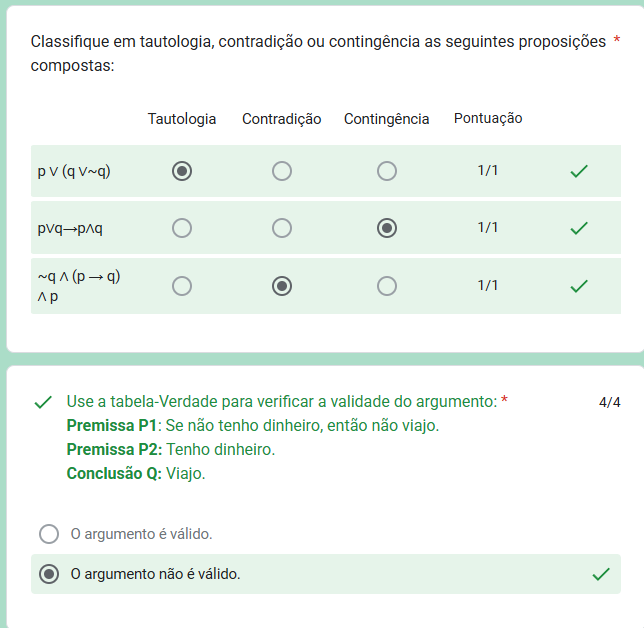 Classifique em tautologia, contradição ou contingência as seguintes proposições *
compostas:
Tautologia Contradição Contingência Pontuação
p ∨ (q ∨~q) 1/1
p∨q→p∧q 1/1
~q ∧ (p → q)
∧ p 1/1
Use a tabela-Verdade para verificar a validade do argumento: * 4/4
Premissa P1: Se não tenho dinheiro, então não viajo.
Premissa P2: Tenho dinheiro.
Conclusão Q: Viajo.
O argumento é válido.
O argumento não é válido.